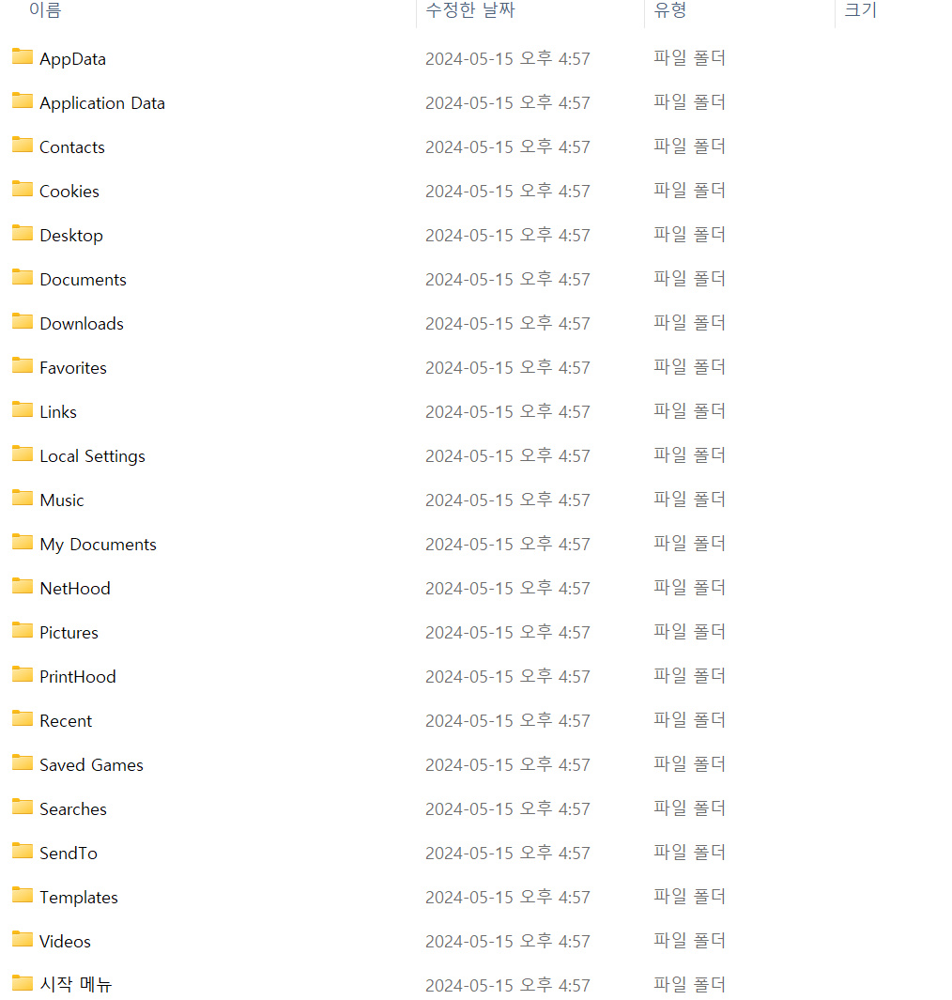 이름 수정한 날짜 유형 크기
AppData 2024-05-15 오후 4:57 파일 폴더
Application Data 2024-05-15 오후 4:57 파일 폴더
Contacts 2024-05-15 오후 4:57 파일 폴더
Cookies 2024-05-15 오후 4:57 파일 폴더
Desktop 2024-05-15 오후 4:57 파일 폴더
Documents 2024-05-15 오후 4:57 파일 폴더
Downloads 2024-05-15 오후 4:57 파일 폴더
Favorites 2024-05-15 오후 4:57 파일 폴더
Links 2024-05-15 오후 4:57 파일 폴더
Local Settings 2024-05-15 오후 4:57 파일 폴더
Music 2024-05-15 오후 4:57 파일 폴더
My Documents 2024-05-15 오후 4:57 파일 폴더
NetHood 2024-05-15 오후 4:57 파일 폴더
Pictures 2024-05-15 오후 4:57 파일 폴더
PrintHood 2024-05-15 오후 4:57 파일 폴더
Recent 2024-05-15 오후 4:57 파일 폴더
Saved Games 2024-05-15 오후 4:57 파일 폴더
Searches 2024-05-15 오후 4:57 파일 폴더
SendTo 2024-05-15 오후 4:57 파일 폴더
Templates 2024-05-15 오후 4:57 파일 폴더
Videos 2024-05-15 오후 4:57 파일 폴더
시작 메뉴 2024-05-15 오후 4:57 파일 폴더